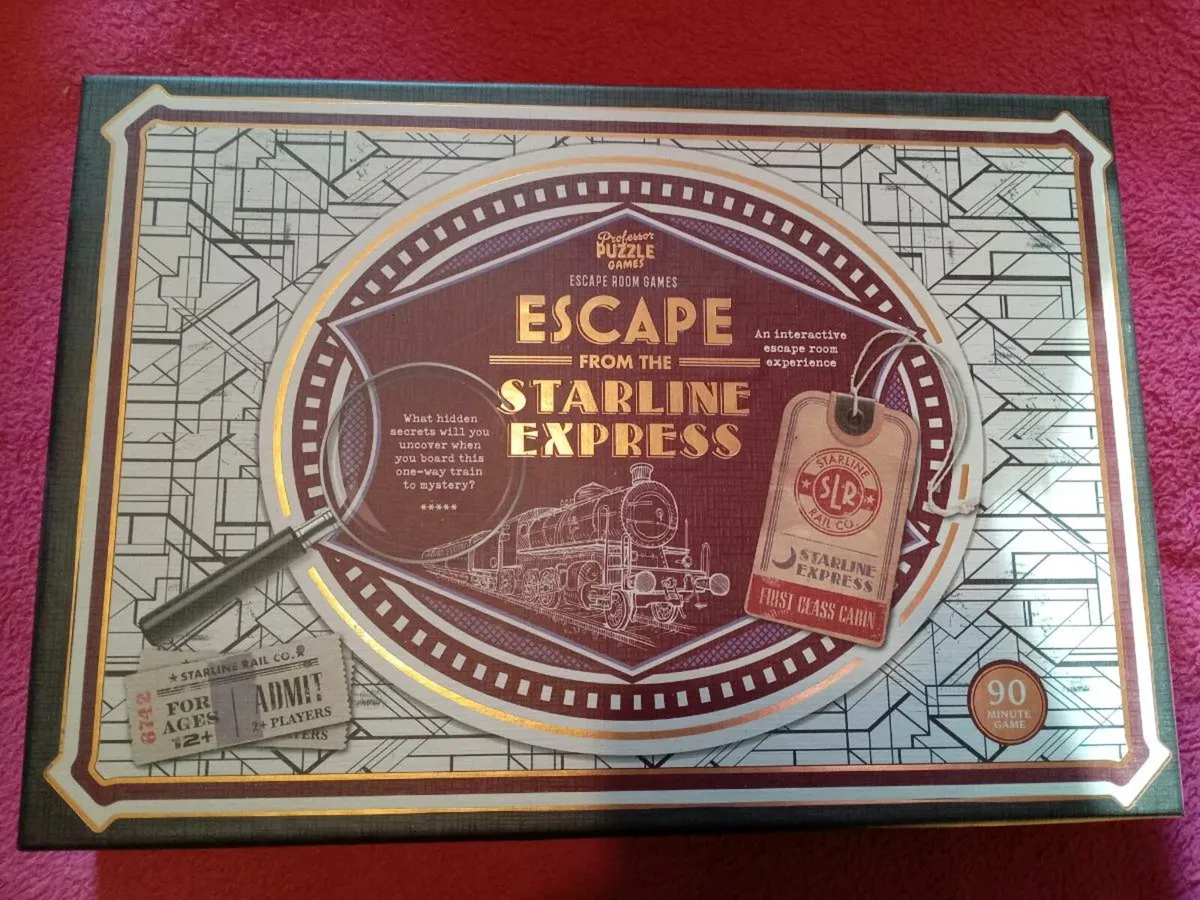 Professor
PUZZLE
GAMES
ESCAPE ROOM GAMES
ESCAPE
FROM THE
STARLINE
EXPRESS
An interactive
escape room
experience
What hidden
secrets will you
uncover when
you board this
one-way train
to mystery?
*****
STARLINE
SLR
RAIL CO.
STARLINE
EXPRESS
FIRST CLASS CABIN
STARLINE RAIL CO.
6142
FOR
AGES
12+
ADMIT
2+ PLAYERS
ERS
90
MINUTE
GAME